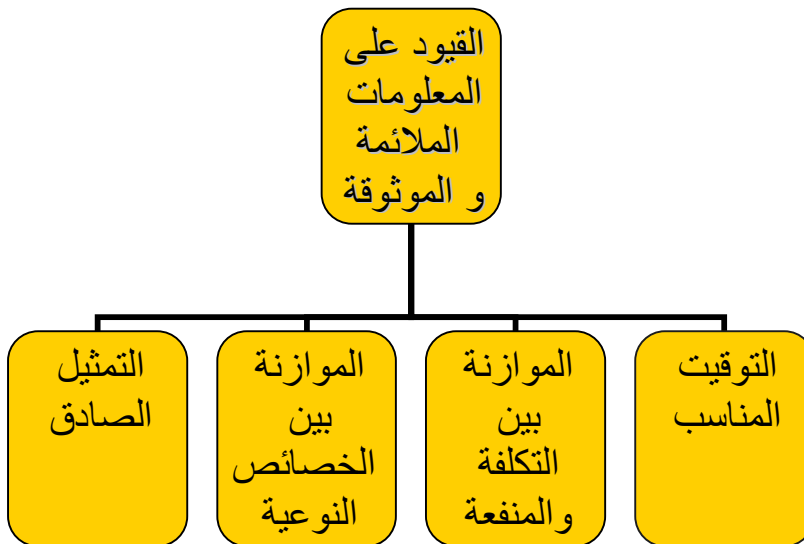 القيود على
المعلومات
الملائمة
و الموثوقة
التوقيت
المناسب
الموازنة
بين
التكلفة
والمنفعة
الموازنة
بين
الخصائص
النوعية
التمثيل
الصادق